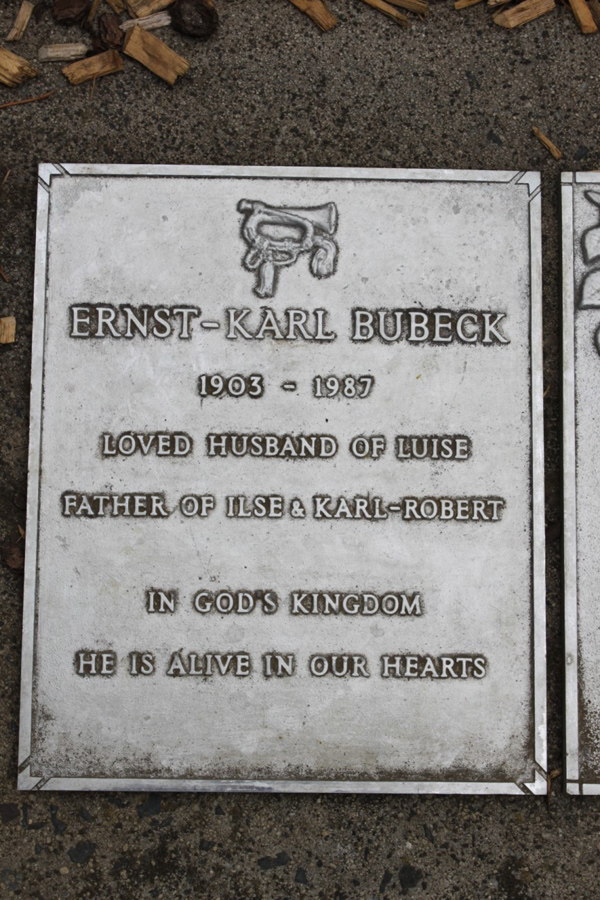 ERNST-KARL BUBECK
1903 - 1987
LOVED HUSBAND OF LUISE
FATHER OF ILSE & KARL-ROBERT
IN GOD'S KINGDOM
HE IS ALIVE IN OUR HEARTS